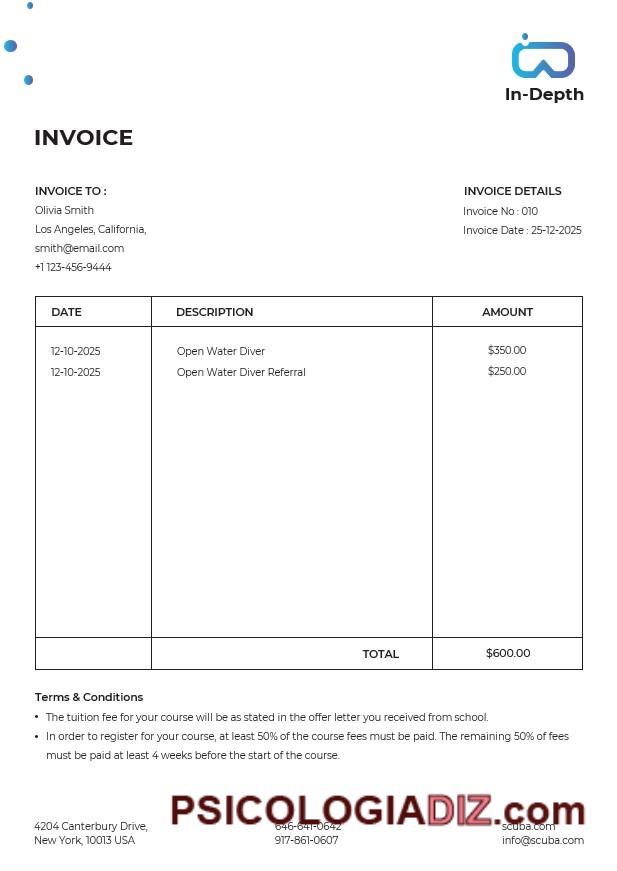 In-Depth
INVOICE
INVOICE TO :
Olivia Smith
Los Angeles, California,
smith@email.com
+1 123-456-9444
INVOICE DETAILS
Invoice No : 010
Invoice Date : 25-12-2025
DATE DESCRIPTION AMOUNT
12-10-2025 Open Water Diver $350.00
12-10-2025 Open Water Diver Referral $250.00
TOTAL $600.00
Terms & Conditions
• The tuition fee for your course will be as stated in the offer letter you received from school.
• In order to register for your course, at least 50% of the course fees must be paid. The remaining 50% of fees
must be paid at least 4 weeks before the start of the course.
PSICOLOGIADIZ.com
4204 Canterbury Drive, 646-641-0642 scuba.com
New York, 10013 USA 917-861-0607 info@scuba.com